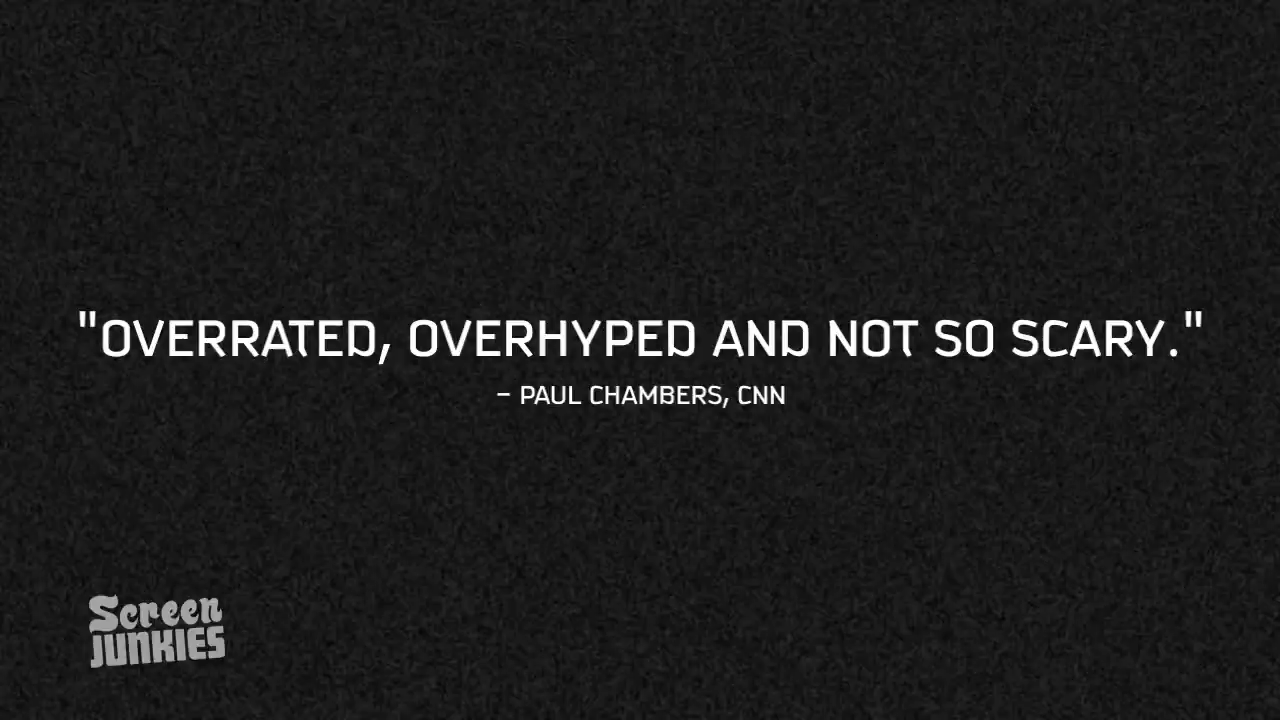 "OVERRATED, OVERHYPED AND NOT SO SCARY."
– PAUL CHAMBERS, CNN
Screen
JUNKIES